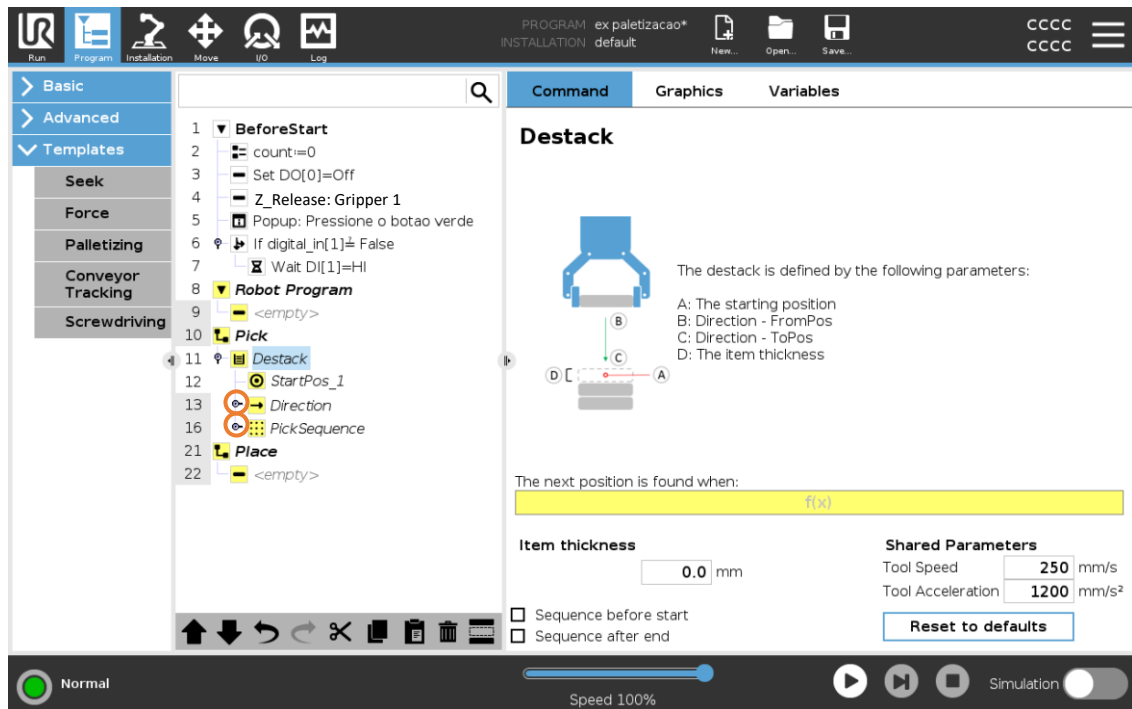 PROGRAM ex paletizacao*
INSTALLATION default
CCCC
CCCC
Run Program Installation Move I/O Log New... Open... Save...
Basic
Advanced
Templates
Seek
Force
Palletizing
Conveyor
Tracking
Screwdriving
1 BeforeStart
2 count:=0
3 Set DO[0]=Off
4 Z_Release: Gripper 1
5 Popup: Pressione o botao verde
6 If digital_in[1]≟ False
7 Wait DI[1]=HI
8 Robot Program
9 <empty>
10 Pick
11 Destack
12 StartPos_1
13 Direction
16 PickSequence
21 Place
22 <empty>
Command Graphics Variables
Destack
B
C
D
A
The destack is defined by the following parameters:
A: The starting position
B: Direction - FromPos
C: Direction - ToPos
D: The item thickness
The next position is found when:
f(x)
Item thickness
0.0 mm
Sequence before start
Sequence after end
Shared Parameters
Tool Speed 250 mm/s
Tool Acceleration 1200 mm/s²
Reset to defaults
Normal
Speed 100%
Simulation